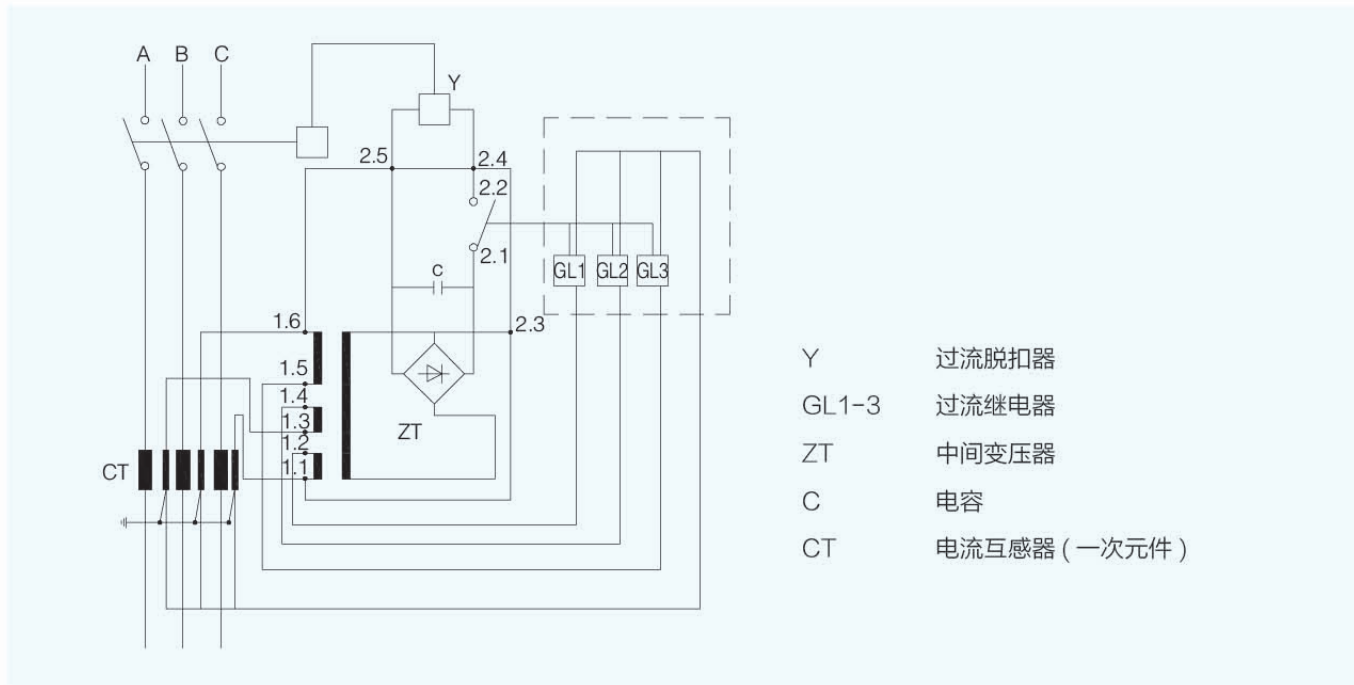 A B C
Y
2.5 2.4
2.2
2.1
C
GL1 GL2 GL3
1.6
2.3
1.5
1.4
1.3
1.2
1.1
ZT
CT
Y 过流脱扣器
GL1-3 过流继电器
ZT 中间变压器
C 电容
CT 电流互感器(一次元件)